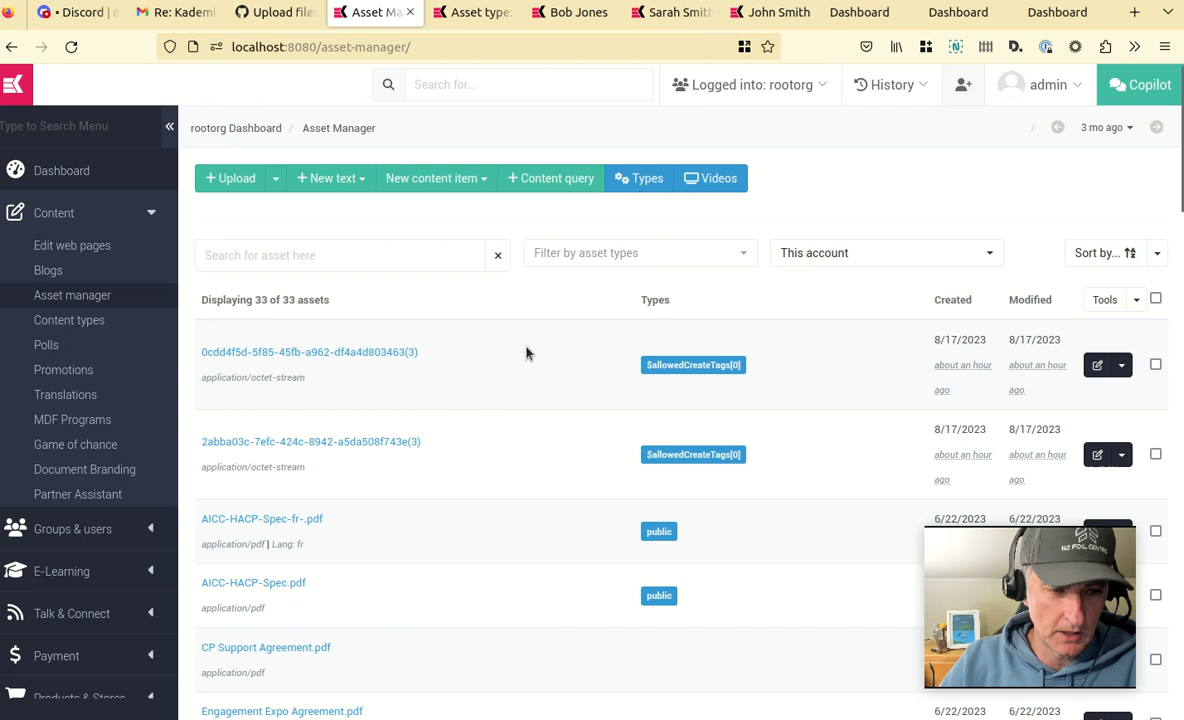 Discord |
Re: Kademi
Upload file
Asset Ma
Asset types
Bob Jones
Sarah Smith
John Smith
Dashboard
Dashboard
Dashboard
localhost:8080/asset-manager/
Search for...
Logged into: rootorg
History
admin
Copilot
Type to Search Menu
rootorg Dashboard / Asset Manager
/
3 mo ago
Dashboard
Content
Edit web pages
Blogs
Asset manager
Content types
Polls
Promotions
Translations
MDF Programs
Game of chance
Document Branding
Partner Assistant
Groups & users
E-Learning
Talk & Connect
Payment
Products & Stores
+ Upload
+ New text
New content item
+ Content query
Types
Videos
Search for asset here
Filter by asset types
This account
Sort by...
Displaying 33 of 33 assets
Types
Created
Modified
Tools
0cdd4f5d-5f85-45fb-a962-df4a4d803463(3)
application/octet-stream
$allowedCreateTags[0]
8/17/2023
about an hour
ago
8/17/2023
about an hour
ago
2abba03c-7efc-424c-8942-a5da508f743e(3)
application/octet-stream
$allowedCreateTags[0]
8/17/2023
about an hour
ago
8/17/2023
about an hour
ago
AICC-HACP-Spec-fr-.pdf
application/pdf | Lang: fr
public
6/22/2023
6/22/2023
AICC-HACP-Spec.pdf
application/pdf
public
CP Support Agreement.pdf
application/pdf
Engagement Expo Agreement.pdf
6/22/2023
6/22/2023
NZ FOIL CENTRE